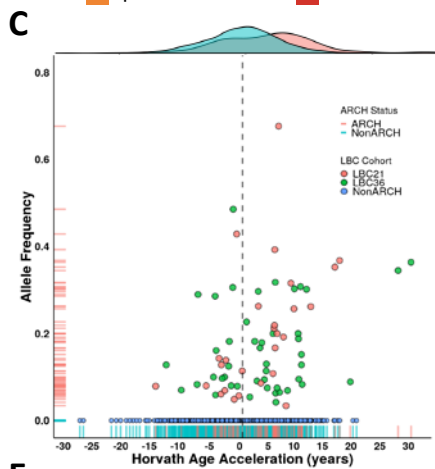 C
0.8
0.6
0.4
0.2
0.0
Allele Frequency
ARCH Status
ARCH
NonARCH
LBC Cohort
LBC21
LBC36
NonARCH
-30 -25 -20 -15 -10 -5 0 5 10 15 20 25 30
Horvath Age Acceleration (years)